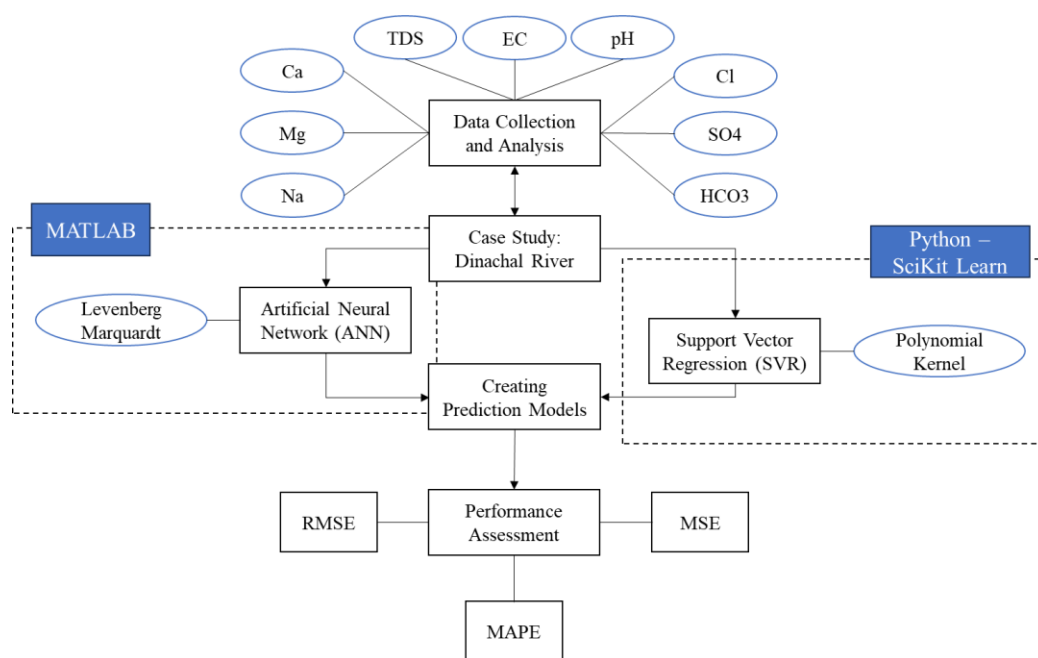 TDS
EC
pH
Ca
Cl
Data Collection
and Analysis
Mg
SO4
Na
HCO3
MATLAB
Case Study:
Dinachal River
Python –
SciKit Learn
Levenberg
Marquardt
Artificial Neural
Network (ANN)
Support Vector
Regression (SVR)
Polynomial
Kernel
Creating
Prediction Models
RMSE
Performance
Assessment
MSE
MAPE